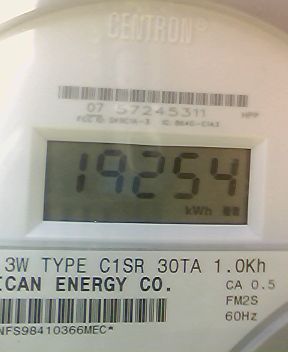 CENTRON®
07 57245311 HPP
19254
kWh
3W TYPE C1SR 30TA 1.0Kh
ICAN ENERGY CO. CA 0.5
FM2S
60Hz
NFS98410366MEC*